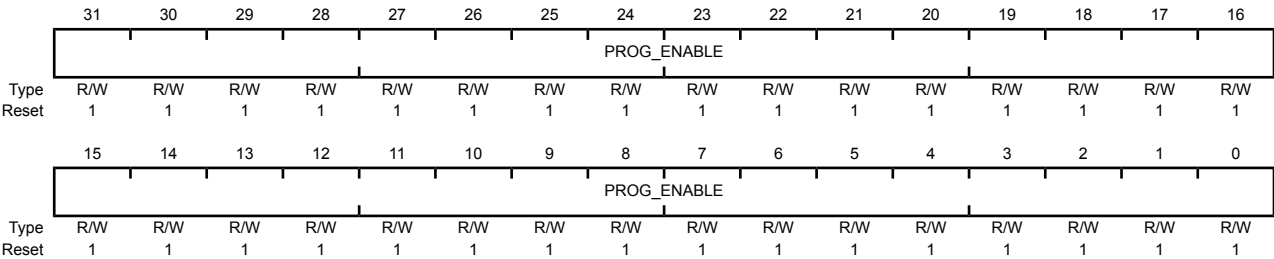 31 30 29 28 27 26 25 24 23 22 21 20 19 18 17 16
PROG_ENABLE
Type R/W R/W R/W R/W R/W R/W R/W R/W R/W R/W R/W R/W R/W R/W R/W R/W
Reset 1 1 1 1 1 1 1 1 1 1 1 1 1 1 1 1
15 14 13 12 11 10 9 8 7 6 5 4 3 2 1 0
PROG_ENABLE
Type R/W R/W R/W R/W R/W R/W R/W R/W R/W R/W R/W R/W R/W R/W R/W R/W
Reset 1 1 1 1 1 1 1 1 1 1 1 1 1 1 1 1